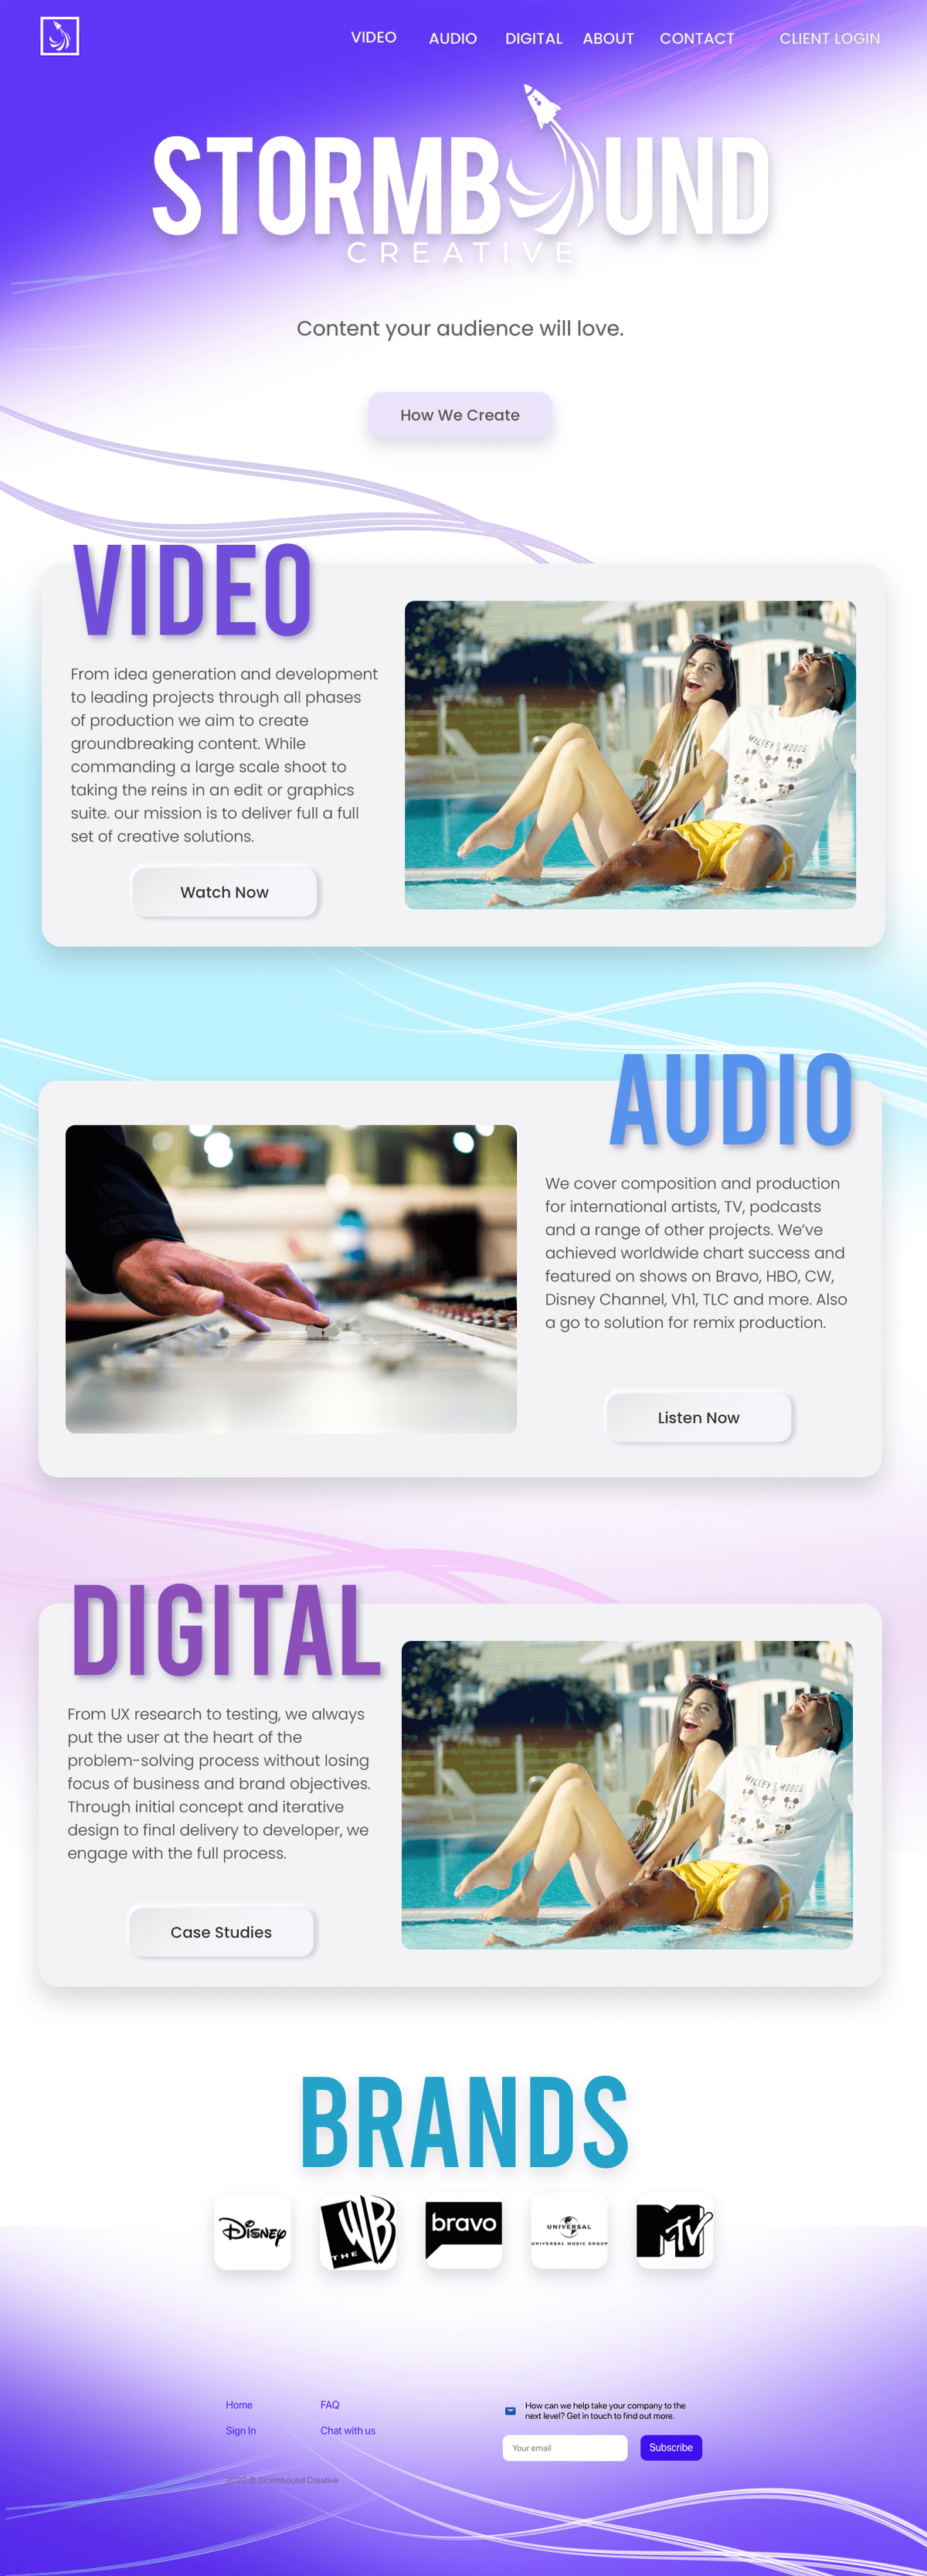 VIDEO AUDIO DIGITAL ABOUT CONTACT CLIENT LOGIN
STORMBOUND
CREATIVE
Content your audience will love.
How We Create
VIDEO
From idea generation and development
to leading projects through all phases
of production we aim to create
groundbreaking content. While
commanding a large scale shoot to
taking the reins in an edit or graphics
suite. our mission is to deliver full a full
set of creative solutions.
Watch Now
MICKEY'S MOODS
AUDIO
We cover composition and production
for international artists, TV, podcasts
and a range of other projects. We've
achieved worldwide chart success and
featured on shows on Bravo, HBO, CW,
Disney Channel, Vh1, TLC and more. Also
a go to solution for remix production.
Listen Now
DIGITAL
From UX research to testing, we always
put the user at the heart of the
problem-solving process without losing
focus of business and brand objectives.
Through initial concept and iterative
design to final delivery to developer, we
engage with the full process.
Case Studies
MICKEY'S MOODS
BRANDS
Disney
THE WB
bravo
UNIVERSAL
UNIVERSAL MUSIC GROUP
MTV
Home
FAQ
Sign In
Chat with us
2020 © Stormbound Creative
How can we help take your company to the
next level? Get in touch to find out more.
Your email
Subscribe